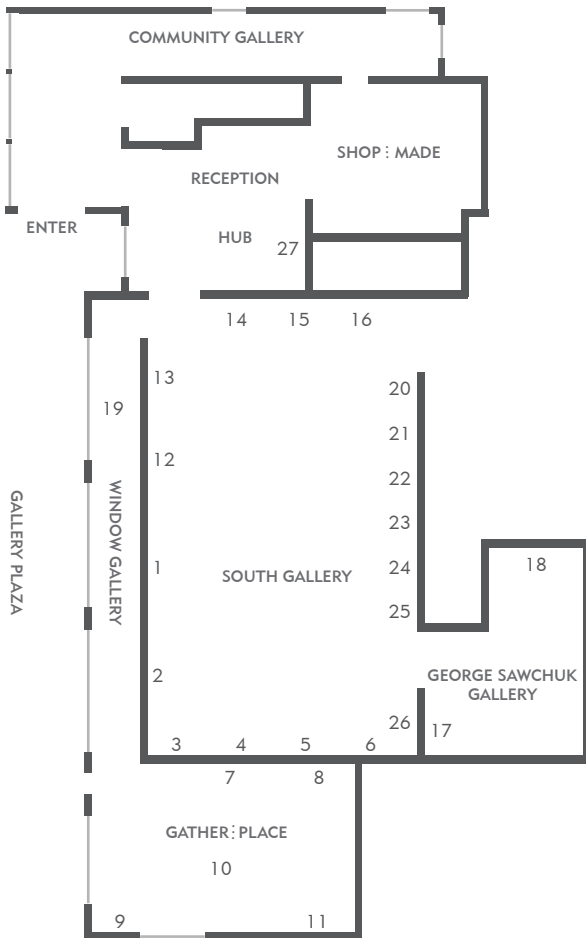 COMMUNITY GALLERY
SHOP⋮MADE
RECEPTION
ENTER
HUB
27
14 15 16
13
20
19
21
12
22
WINDOW GALLERY
GALLERY PLAZA
23
1
SOUTH GALLERY
24
18
25
2
GEORGE SAWCHUK
GALLERY
26
17
3 4 5 6
7 8
GATHER⋮PLACE
10
9 11